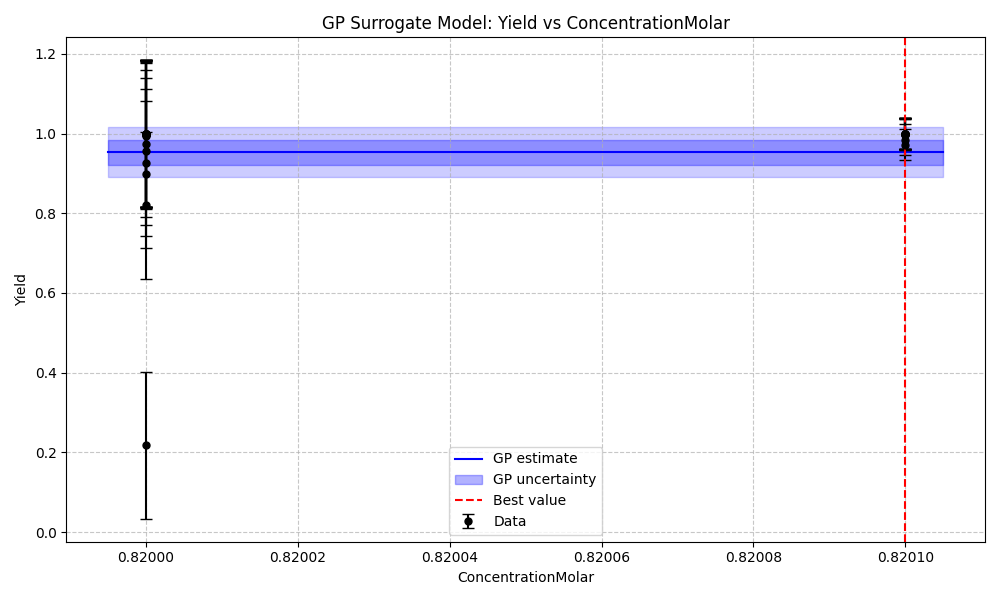 GP Surrogate Model: Yield vs ConcentrationMolar
Yield
1.2
1.0
0.8
0.6
0.4
0.2
0.0
GP estimate
GP uncertainty
Best value
Data
0.82000
0.82002
0.82004
0.82006
0.82008
0.82010
ConcentrationMolar